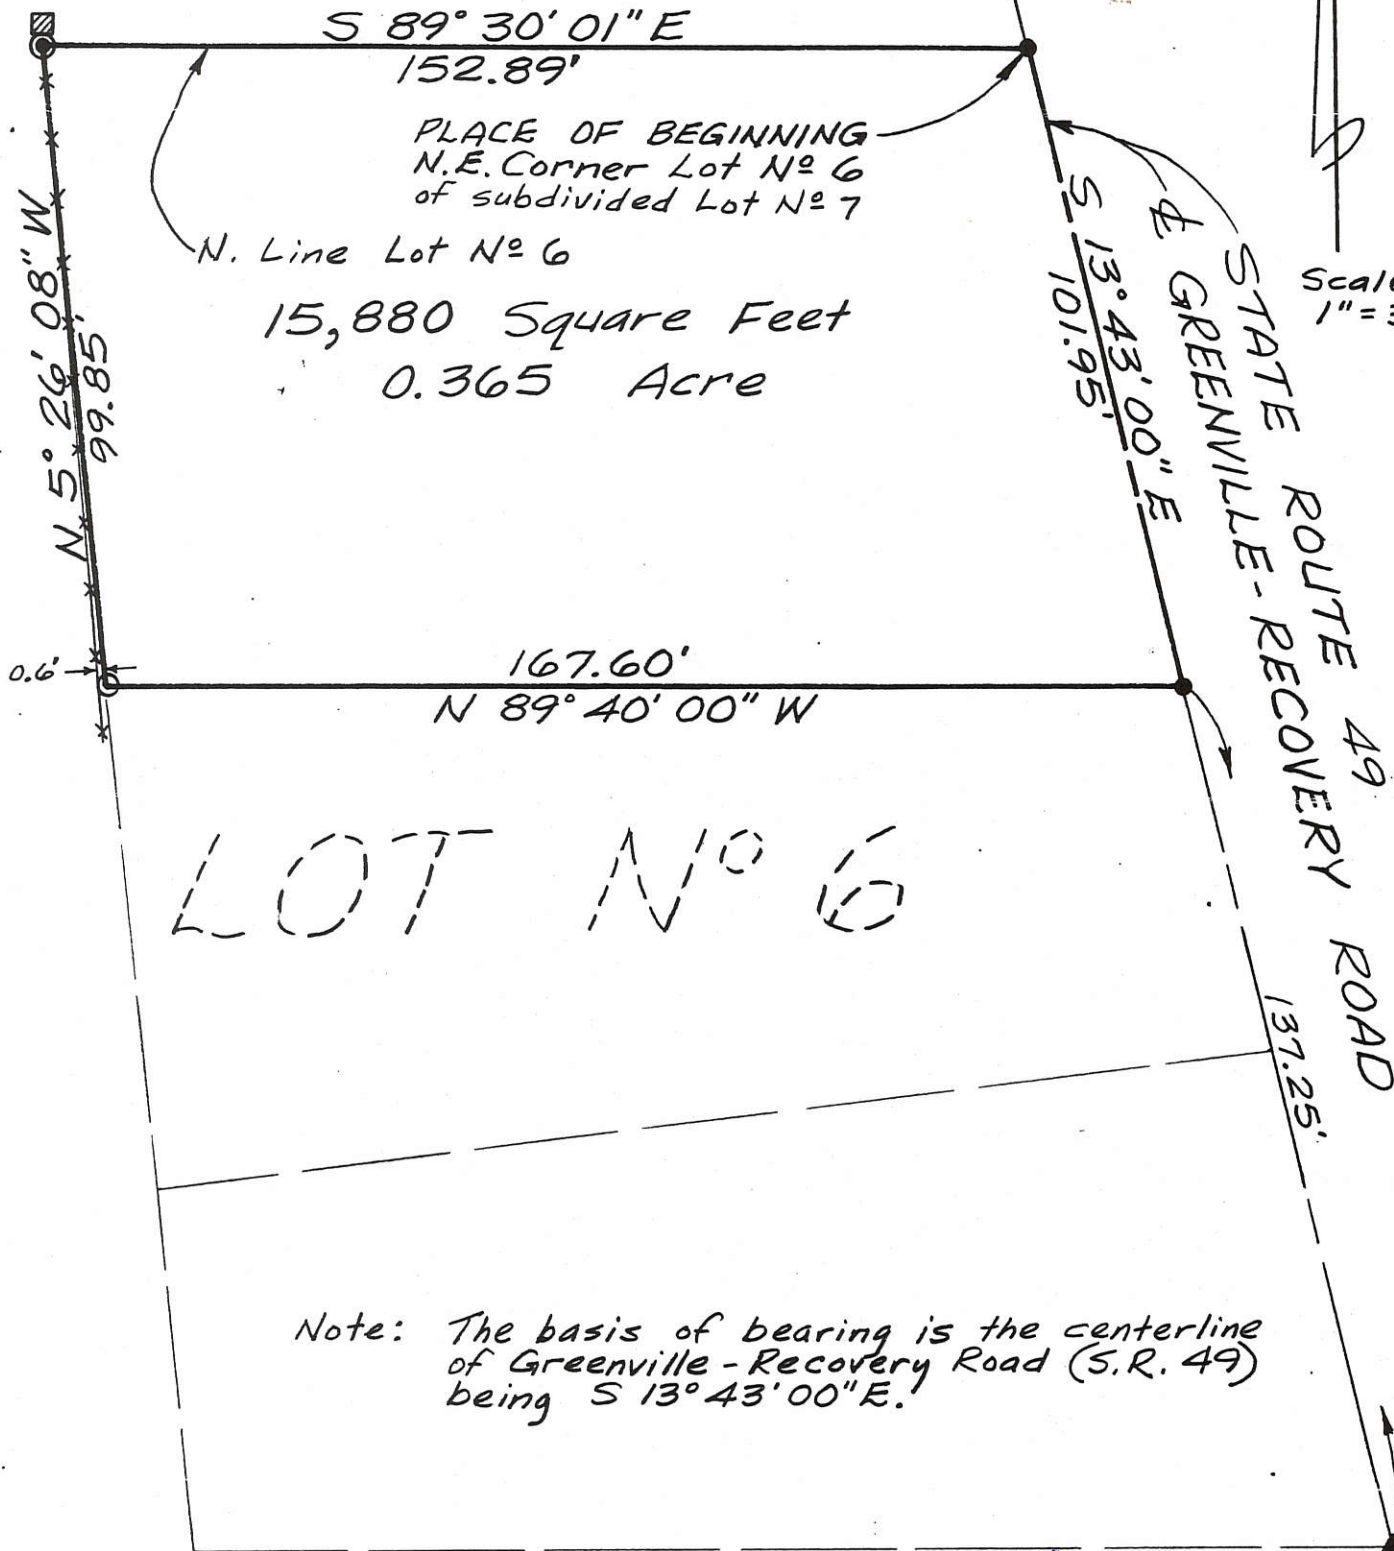 S 89° 30' 01" E
152.89'
PLACE OF BEGINNING
N.E. Corner Lot Nº 6
of subdivided Lot Nº 7
N. Line Lot Nº 6
15,880 Square Feet
0.365 Acre
N 5° 26' 08" W
99.85'
S 13° 43' 00" E
101.95'
STATE ROUTE 49
℄ GREENVILLE-RECOVERY ROAD
1" =
0.6'
167.60'
N 89° 40' 00" W
LOT Nº 6
137.25'
Note: The basis of bearing is the centerline
of Greenville-Recovery Road (S.R. 49)
being S 13° 43' 00" E.